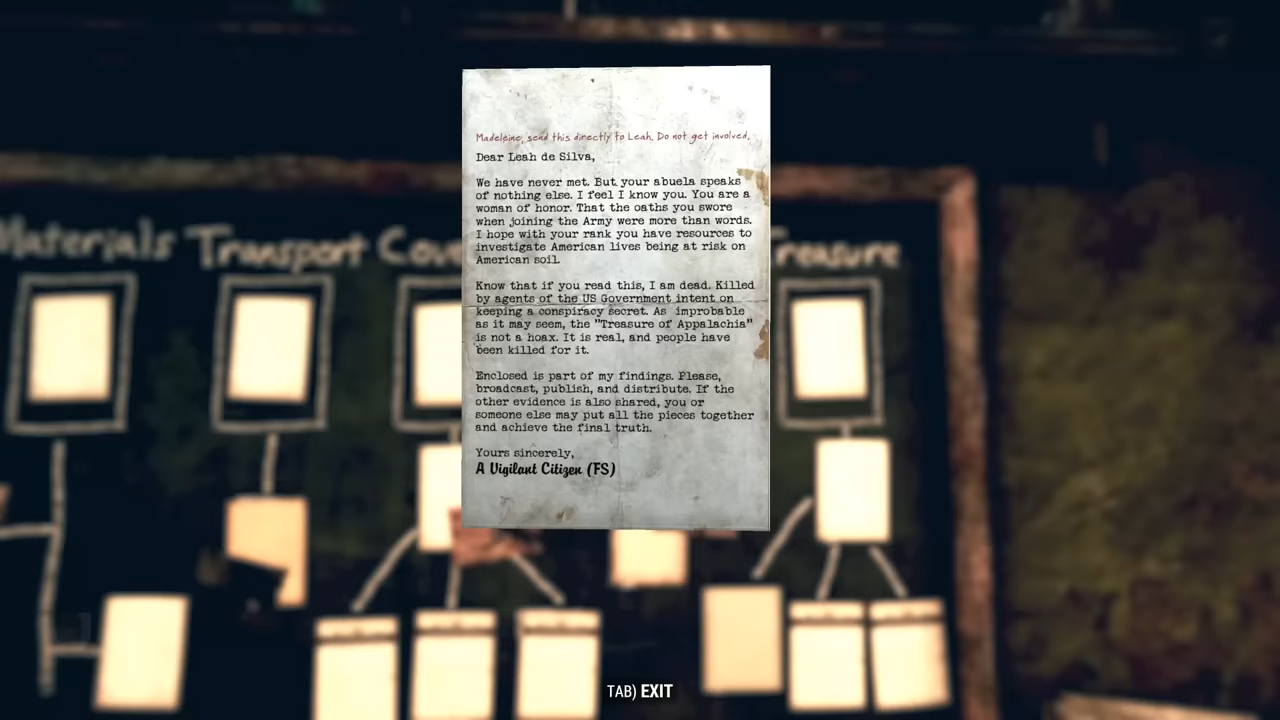 Madeleine, send this directly to Leah. Do not get involved.
Dear Leah de Silva,
We have never met. But your abuela speaks
of nothing else. I feel I know you. You are a
woman of honor. That the oaths you swore
when joining the Army were more than words.
I hope with your rank you have resources to
investigate American lives being at risk on
American soil.
Know that if you read this, I am dead. Killed
by agents of the US Government intent on
keeping a conspiracy secret. As improbable
as it may seem, the "Treasure of Appalachia"
is not a hoax. It is real, and people have
been killed for it.
Enclosed is part of my findings. Please,
broadcast, publish, and distribute. If the
other evidence is also shared, you or
someone else may put all the pieces together
and achieve the final truth.
Yours sincerely,
A Vigilant Citizen (FS)
Materials Transport Cove
Treasure
TAB) EXIT